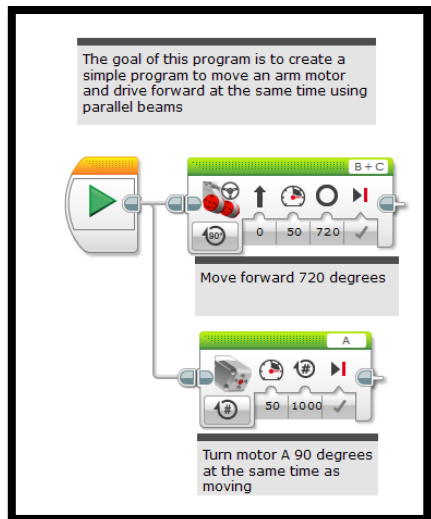 The goal of this program is to create a
simple program to move an arm motor
and drive forward at the same time using
parallel beams
B+C
90°
0 50 720
Move forward 720 degrees
A
#
#
50 1000
Turn motor A 90 degrees
at the same time as
moving